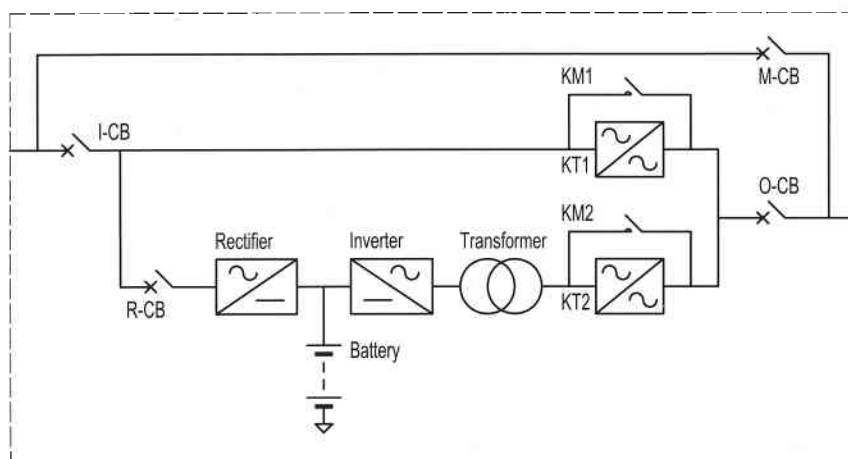 KM1
M-CB
I-CB
KT1
O-CB
KM2
Rectifier
Inverter
Transformer
R-CB
KT2
Battery